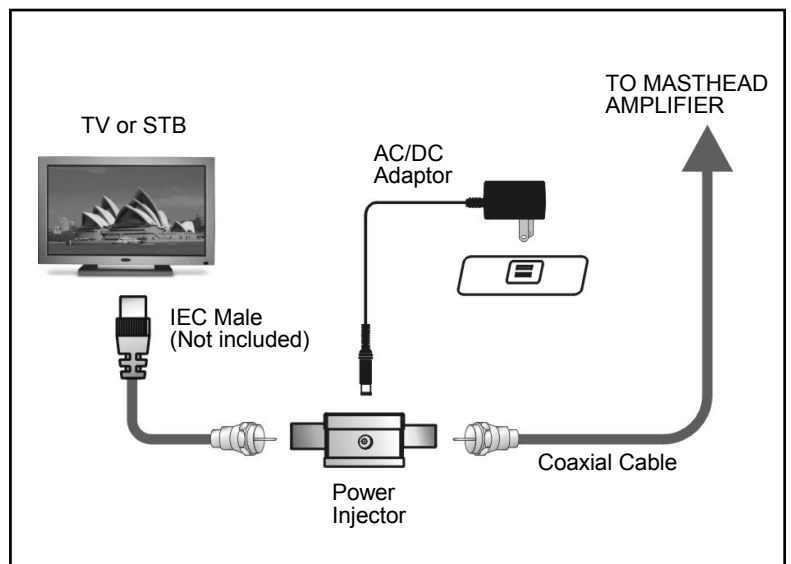 TO MASTHEAD
AMPLIFIER
TV or STB
AC/DC
Adaptor
IEC Male
(Not included)
Coaxial Cable
Power
Injector